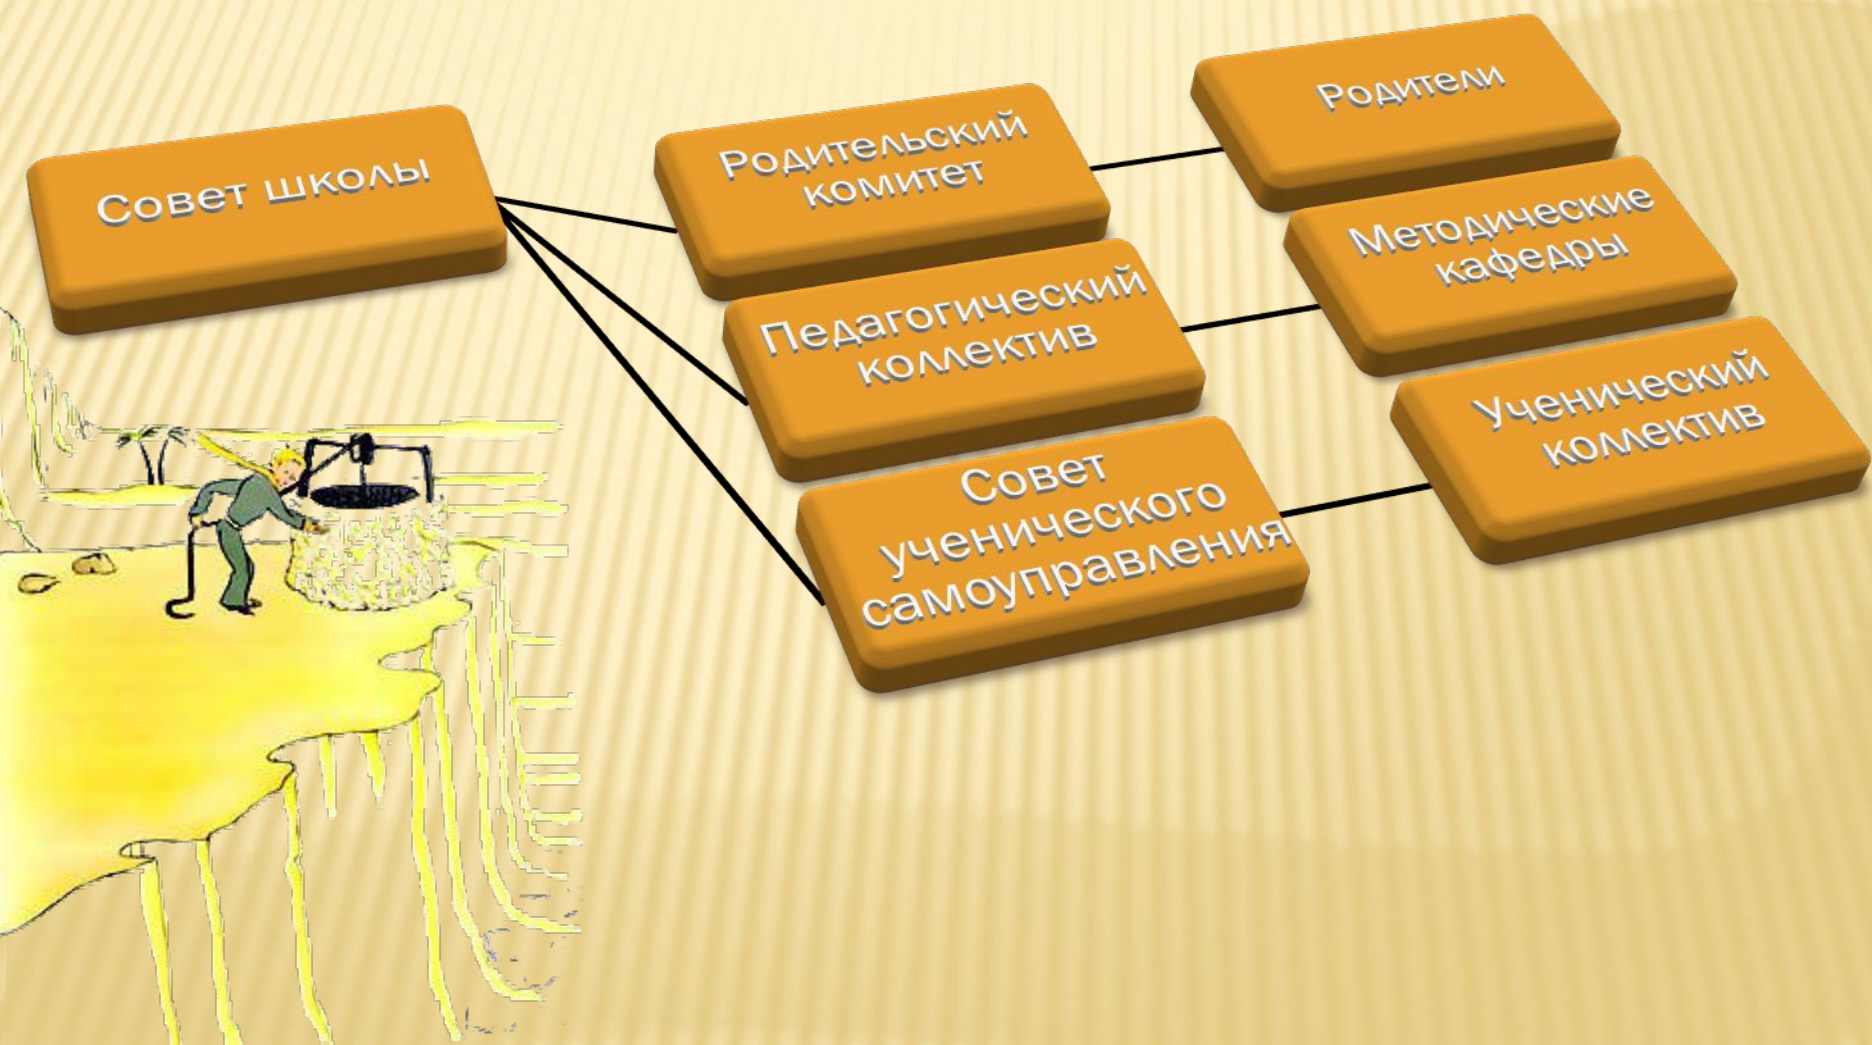 Совет школы
Родительский
комитет
Родители
Педагогический
коллектив
Методические
кафедры
Совет
ученического
самоуправления
Ученический
коллектив